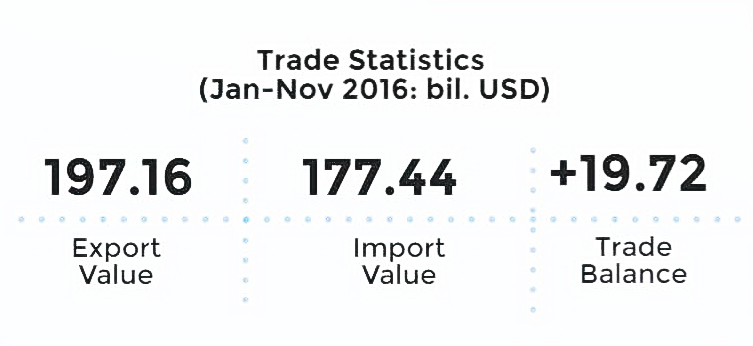 Trade Statistics
(Jan-Nov 2016: bil. USD)
197.16
177.44
+19.72
Export
Value
Import
Value
Trade
Balance